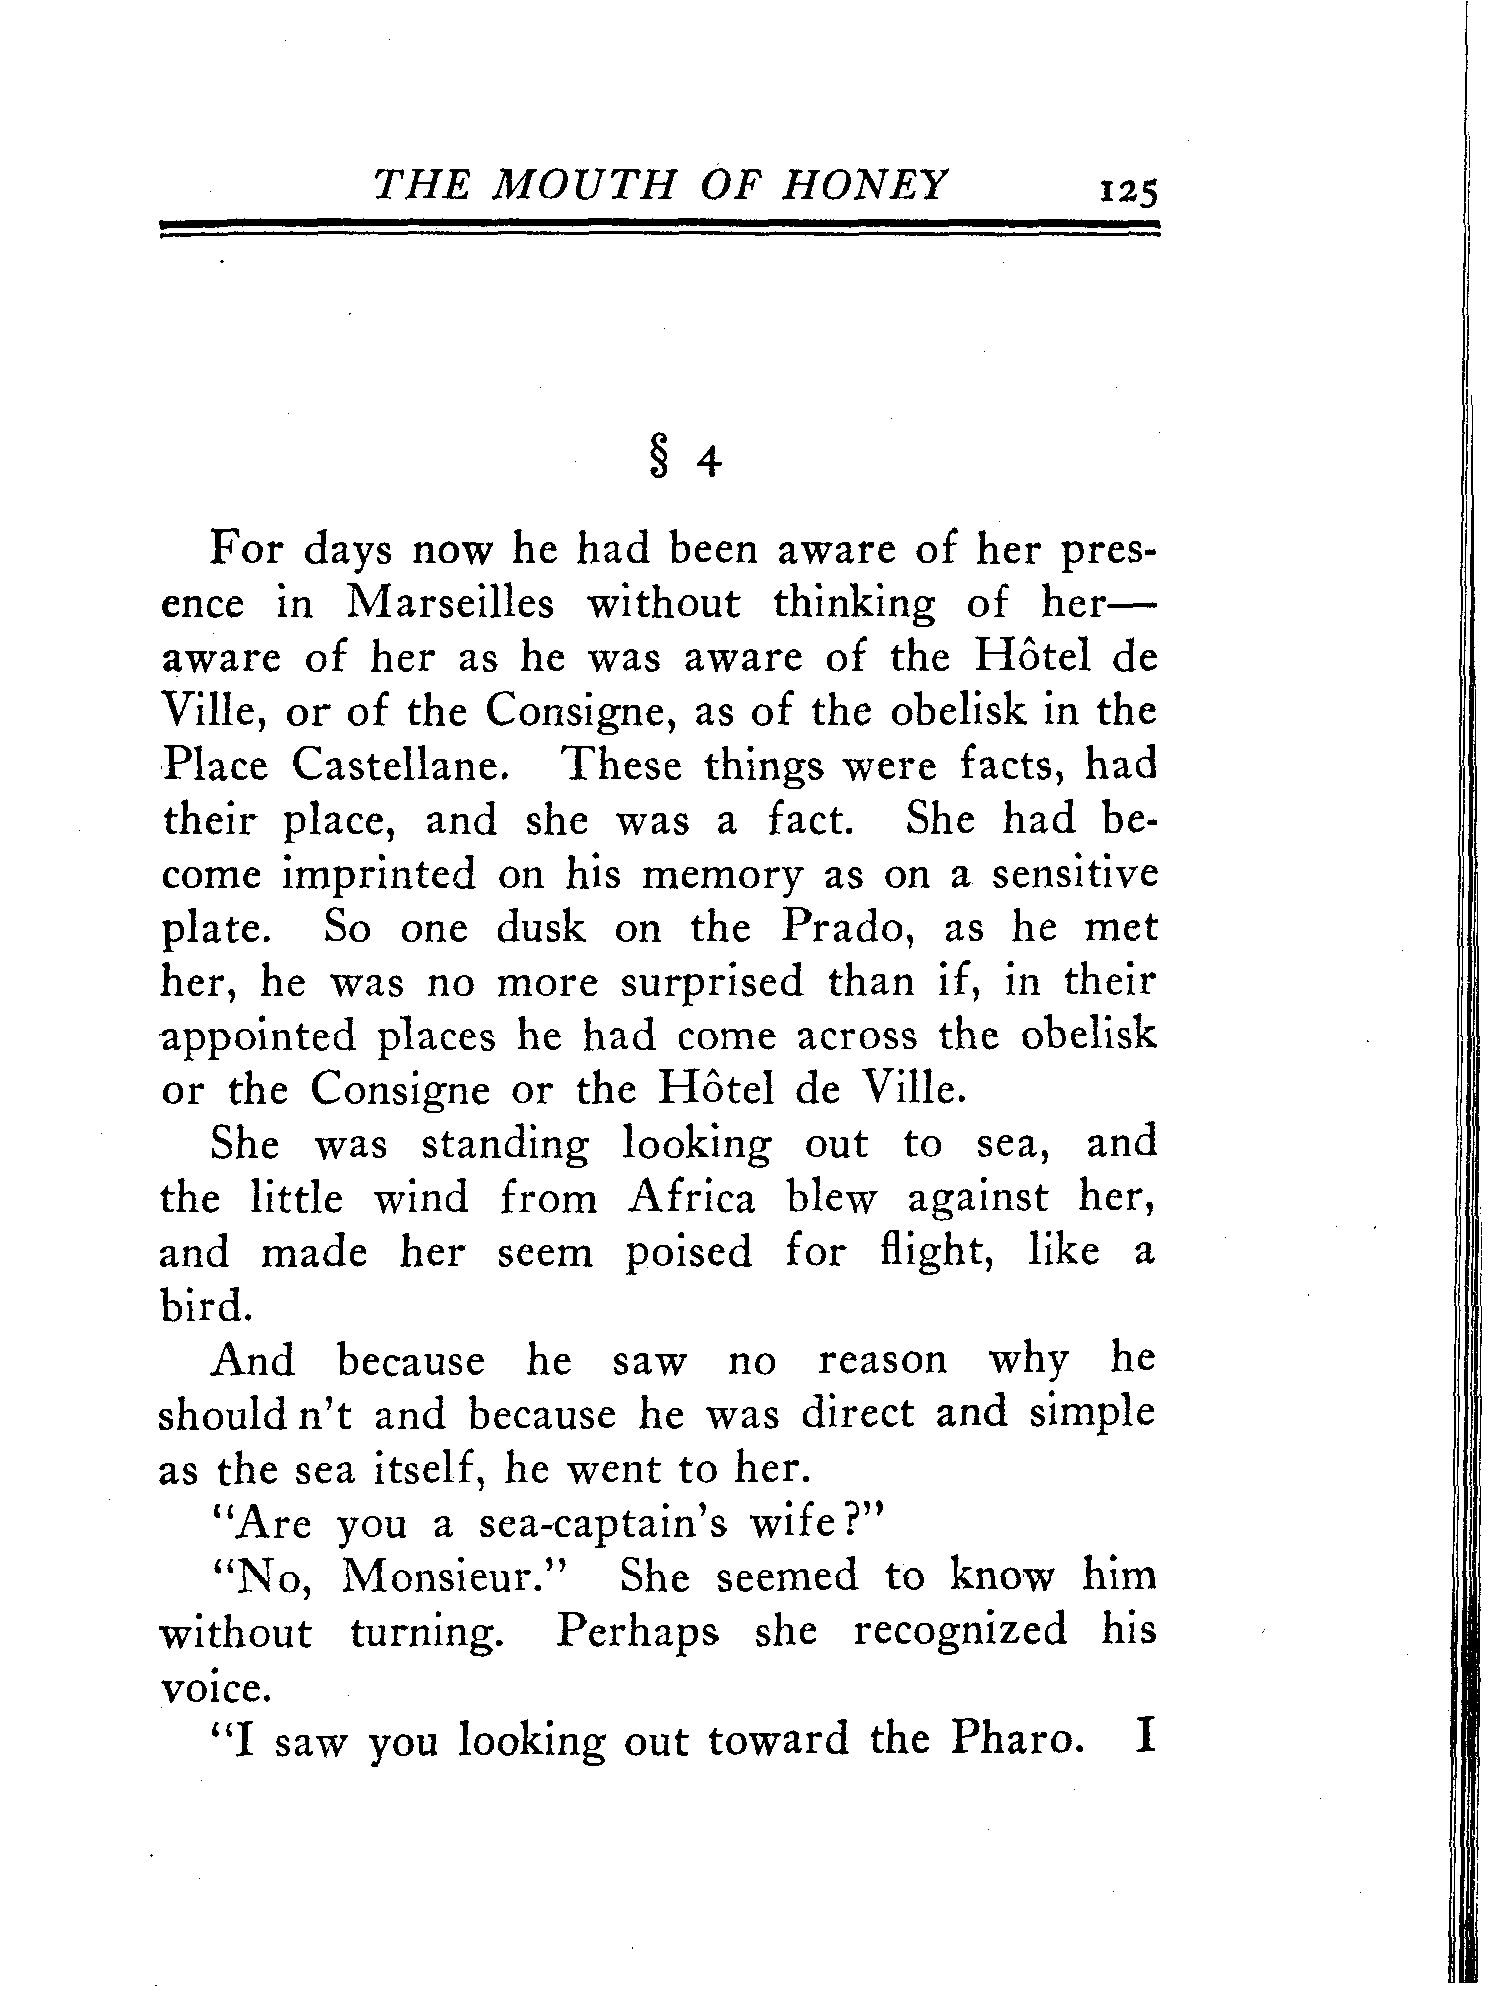 THE MOUTH OF HONEY 125
§ 4
For days now he had been aware of her pres-
ence in Marseilles without thinking of her—
aware of her as he was aware of the Hôtel de
Ville, or of the Consigne, as of the obelisk in the
Place Castellane. These things were facts, had
their place, and she was a fact. She had be-
come imprinted on his memory as on a sensitive
plate. So one dusk on the Prado, as he met
her, he was no more surprised than if, in their
appointed places he had come across the obelisk
or the Consigne or the Hôtel de Ville.
She was standing looking out to sea, and
the little wind from Africa blew against her,
and made her seem poised for flight, like a
bird.
And because he saw no reason why he
should n't and because he was direct and simple
as the sea itself, he went to her.
"Are you a sea-captain's wife?"
"No, Monsieur." She seemed to know him
without turning. Perhaps she recognized his
voice.
"I saw you looking out toward the Pharo. I